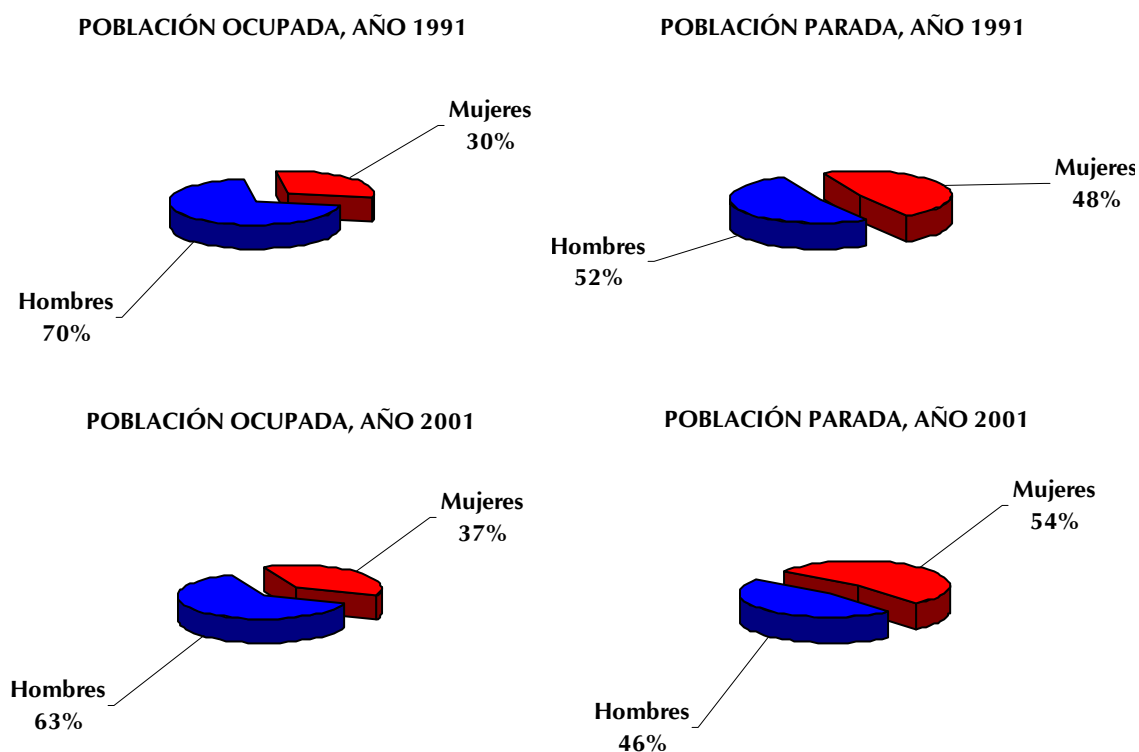 POBLACIÓN OCUPADA, AÑO 1991
Mujeres
30%
Hombres
70%
POBLACIÓN PARADA, AÑO 1991
Mujeres
48%
Hombres
52%
POBLACIÓN OCUPADA, AÑO 2001
Mujeres
37%
Hombres
63%
POBLACIÓN PARADA, AÑO 2001
Mujeres
54%
Hombres
46%